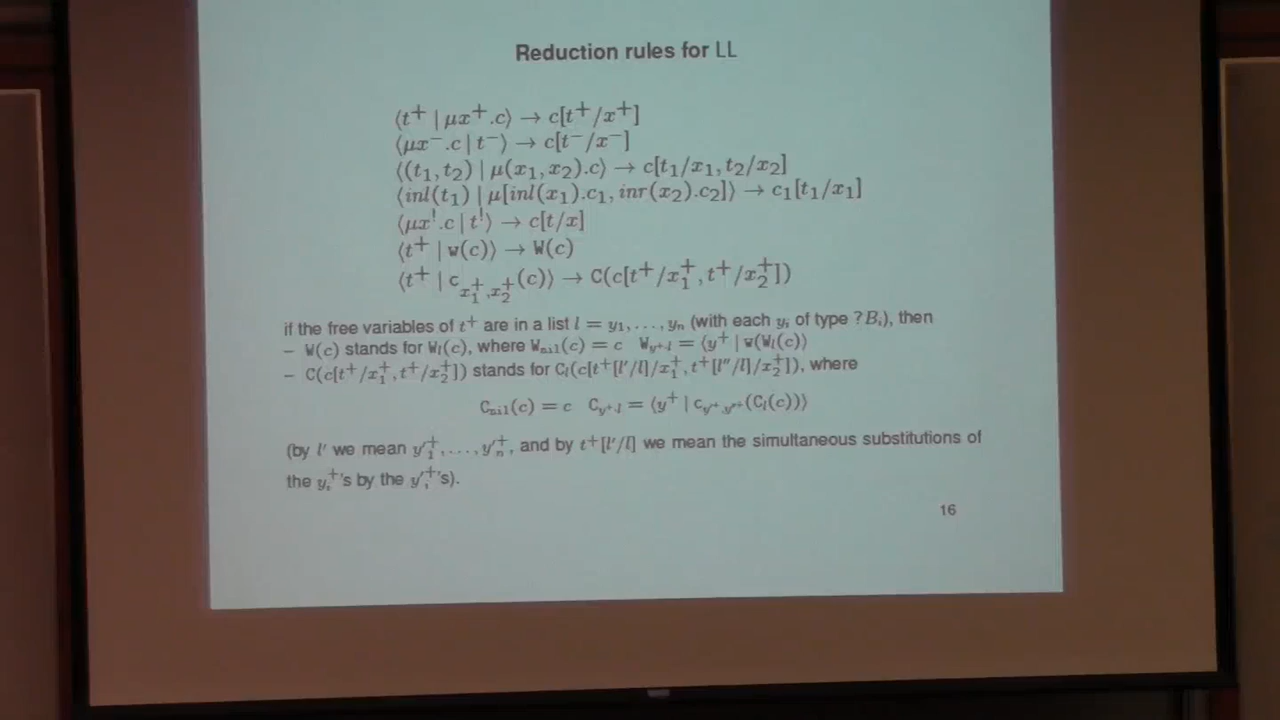 Reduction rules for LL
⟨t⁺ | μx⁺.c⟩ → c[t⁺/x⁺]
⟨μx⁻.c | t⁻⟩ → c[t⁻/x⁻]
⟨(t₁, t₂) | μ(x₁, x₂).c⟩ → c[t₁/x₁, t₂/x₂]
⟨inl(t₁) | μ[inl(x₁).c₁, inr(x₂).c₂]⟩ → c₁[t₁/x₁]
⟨μx^!.c | t^!⟩ → c[t/x]
⟨t⁺ | w(c)⟩ → W(c)
⟨t⁺ | c_{x₁⁺,x₂⁺}(c)⟩ → C(c[t⁺/x₁⁺, t⁺/x₂⁺])
if the free variables of t⁺ are in a list l = y₁, . . . , yₙ (with each yᵢ of type ?Bᵢ), then
– W(c) stands for W_l(c), where W_nil(c) = c W_{y⁺·l} = ⟨y⁺ | w(W_l(c)⟩
– C(c[t⁺/x₁⁺, t⁺/x₂⁺]) stands for C_l(c[t⁺[l′/l]/x₁⁺, t⁺[l″/l]/x₂⁺]), where
C_nil(c) = c C_{y⁺·l} = ⟨y⁺ | c_{y′⁺,y″⁺}(C_l(c))⟩
(by l′ we mean y′₁⁺, . . . , y′ₙ⁺, and by t⁺[l′/l] we mean the simultaneous substitutions of
the yᵢ⁺'s by the y′ᵢ⁺'s).
16